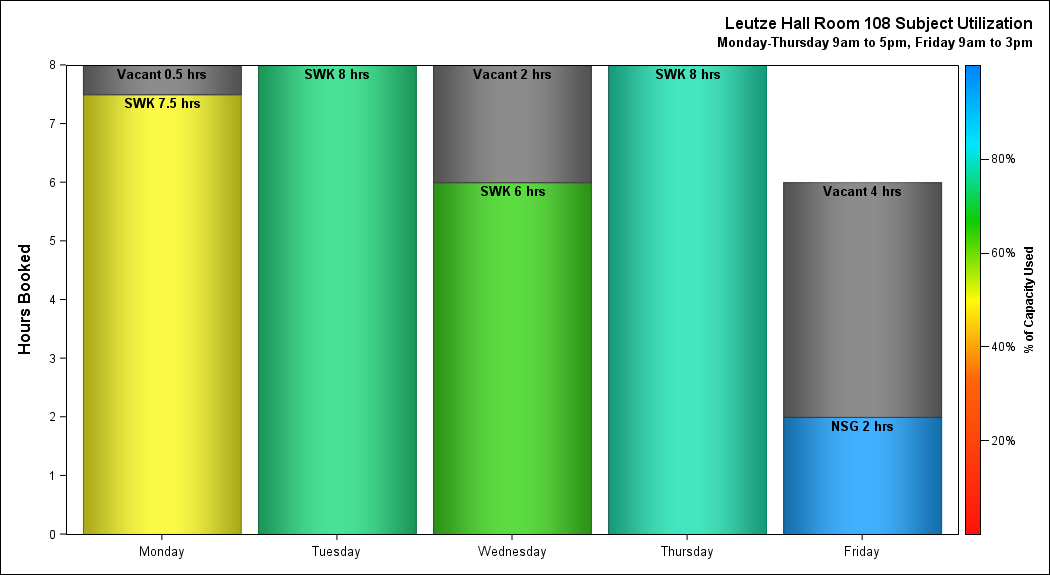 Leutze Hall Room 108 Subject Utilization
Monday-Thursday 9am to 5pm, Friday 9am to 3pm
Hours Booked
8
7
6
5
4
3
2
1
0
Vacant 0.5 hrs
SWK 7.5 hrs
SWK 8 hrs
Vacant 2 hrs
SWK 6 hrs
SWK 8 hrs
Vacant 4 hrs
NSG 2 hrs
Monday
Tuesday
Wednesday
Thursday
Friday
80%
60%
40%
20%
% of Capacity Used